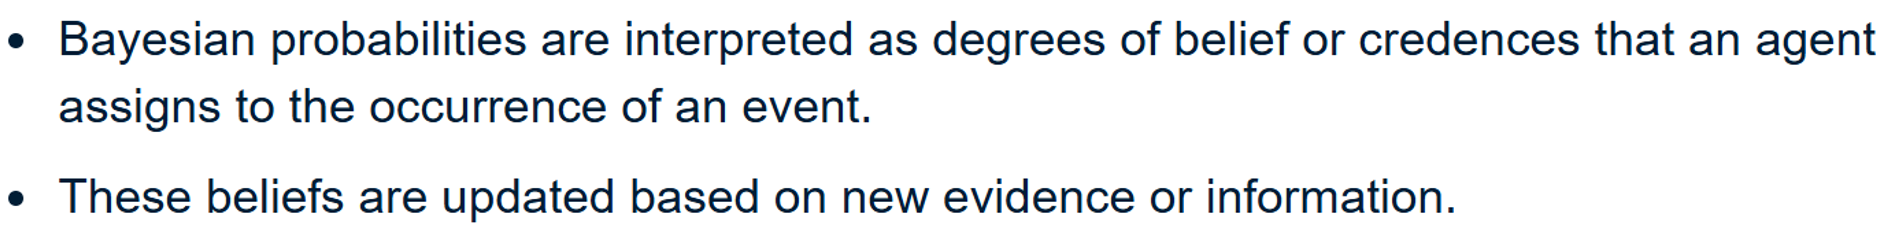 • Bayesian probabilities are interpreted as degrees of belief or credences that an agent
assigns to the occurrence of an event.
• These beliefs are updated based on new evidence or information.